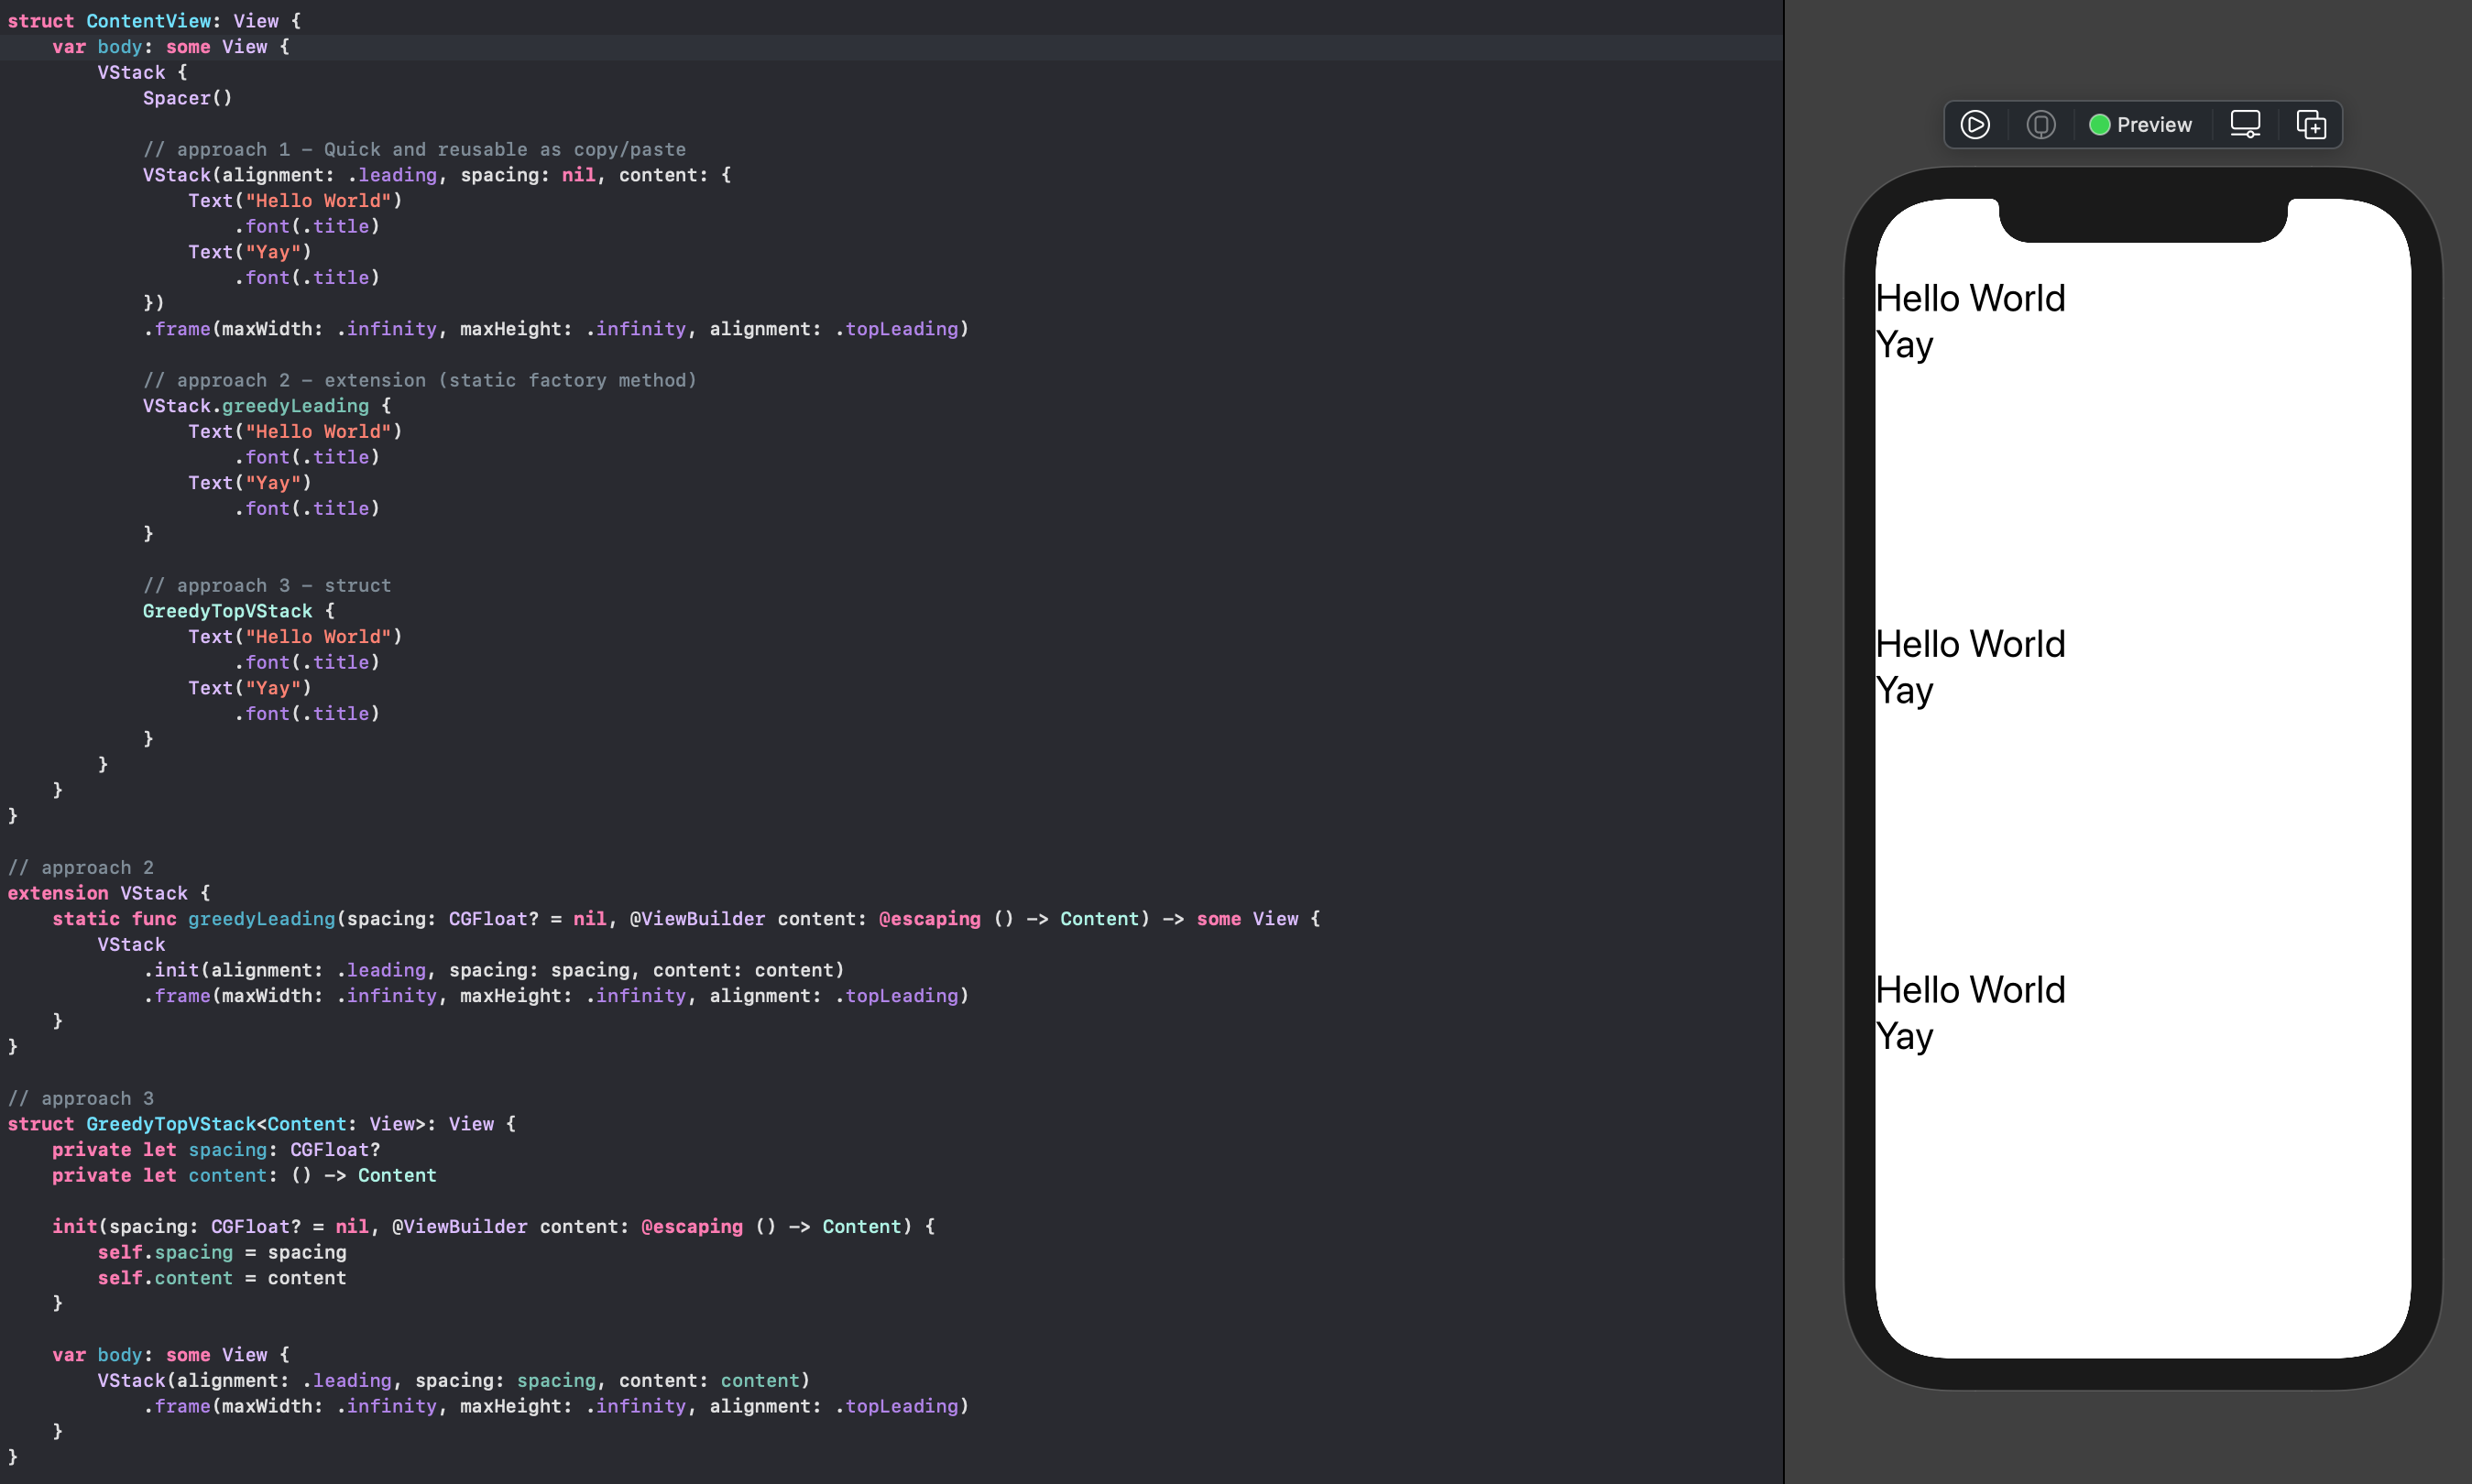 struct ContentView: View {
    var body: some View {
        VStack {
            Spacer()

            // approach 1 – Quick and reusable as copy/paste
            VStack(alignment: .leading, spacing: nil, content: {
                Text("Hello World")
                    .font(.title)
                Text("Yay")
                    .font(.title)
            })
            .frame(maxWidth: .infinity, maxHeight: .infinity, alignment: .topLeading)

            // approach 2 – extension (static factory method)
            VStack.greedyLeading {
                Text("Hello World")
                    .font(.title)
                Text("Yay")
                    .font(.title)
            }

            // approach 3 – struct
            GreedyTopVStack {
                Text("Hello World")
                    .font(.title)
                Text("Yay")
                    .font(.title)
            }
        }
    }
}

// approach 2
extension VStack {
    static func greedyLeading(spacing: CGFloat? = nil, @ViewBuilder content: @escaping () -> Content) -> some View {
        VStack
            .init(alignment: .leading, spacing: spacing, content: content)
            .frame(maxWidth: .infinity, maxHeight: .infinity, alignment: .topLeading)
    }
}

// approach 3
struct GreedyTopVStack<Content: View>: View {
    private let spacing: CGFloat?
    private let content: () -> Content

    init(spacing: CGFloat? = nil, @ViewBuilder content: @escaping () -> Content) {
        self.spacing = spacing
        self.content = content
    }

    var body: some View {
        VStack(alignment: .leading, spacing: spacing, content: content)
            .frame(maxWidth: .infinity, maxHeight: .infinity, alignment: .topLeading)
    }
}
Preview
Hello World
Yay
Hello World
Yay
Hello World
Yay